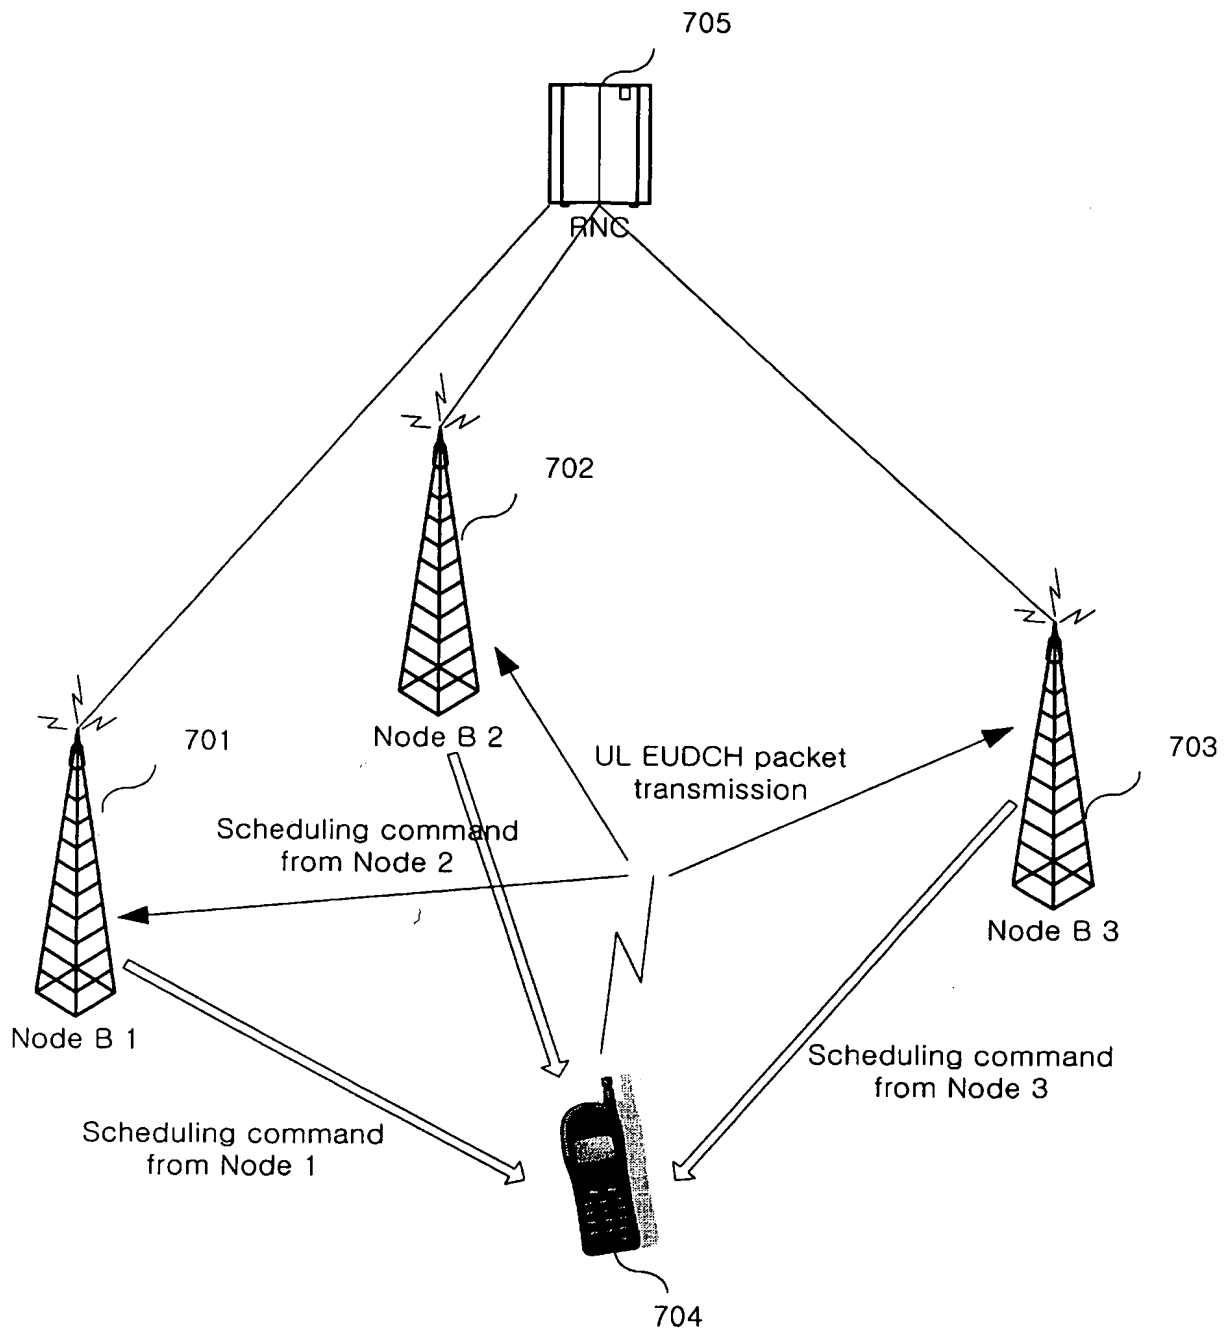 705
RNC
702
701
Node B 2
UL EUDCH packet
transmission
703
Scheduling command
from Node 2
Node B 3
Node B 1
Scheduling command
from Node 3
Scheduling command
from Node 1
704